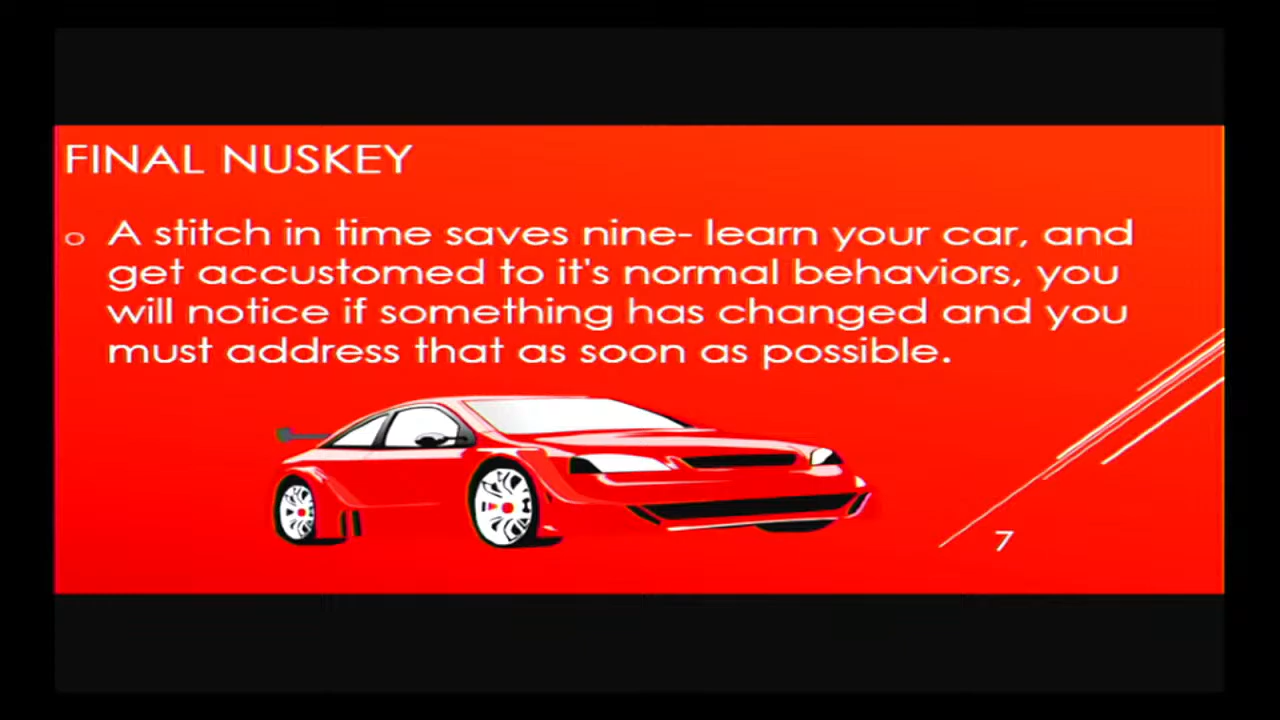 FINAL NUSKEY
A stitch in time saves nine- learn your car, and
get accustomed to it's normal behaviors, you
will notice if something has changed and you
must address that as soon as possible.
7